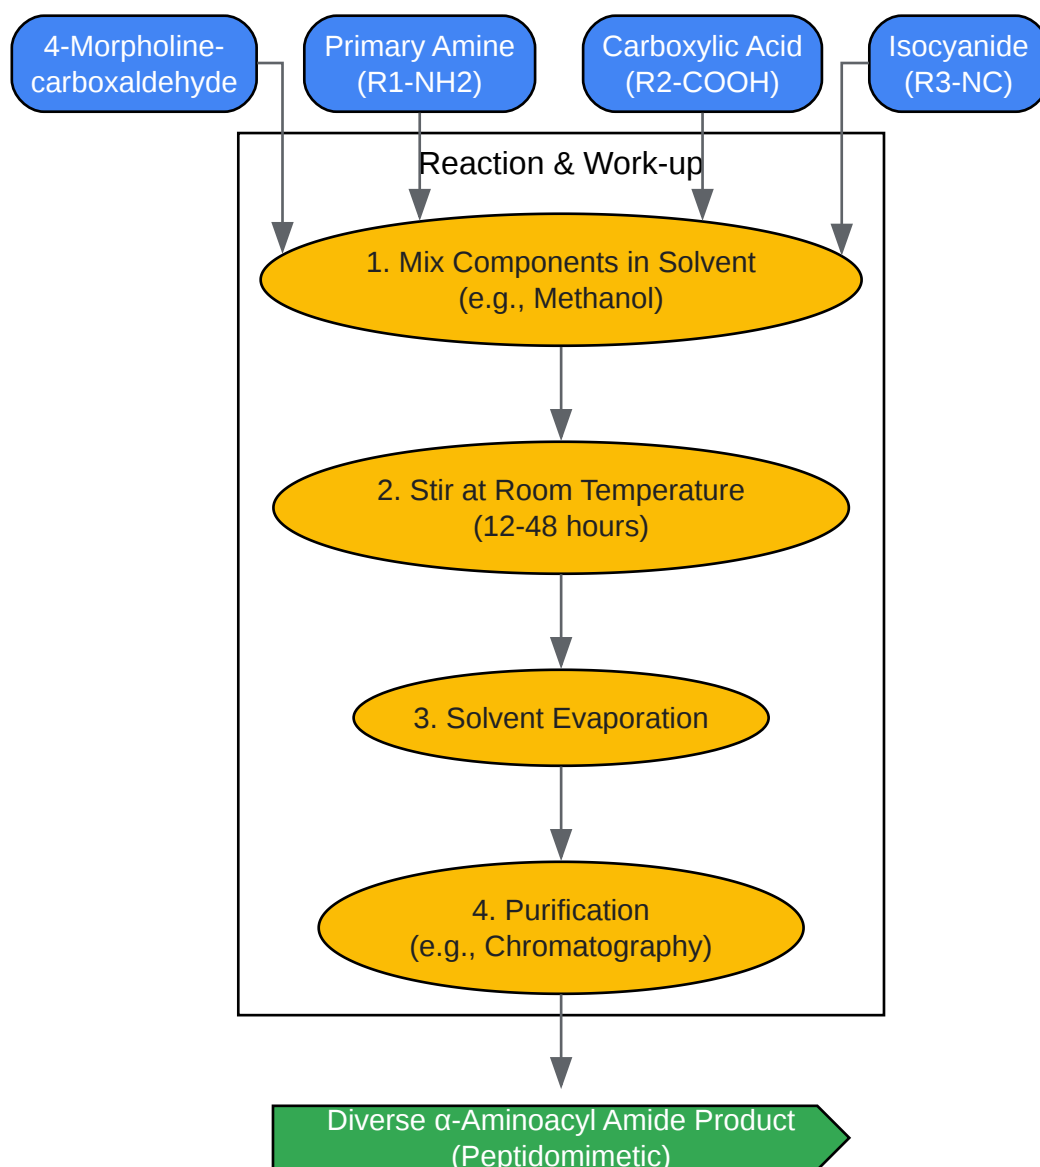 4-Morpholine-
carboxaldehyde
Primary Amine
(R1-NH2)
Carboxylic Acid
(R2-COOH)
Isocyanide
(R3-NC)
Reaction & Work-up
1. Mix Components in Solvent
(e.g., Methanol)
2. Stir at Room Temperature
(12-48 hours)
3. Solvent Evaporation
4. Purification
(e.g., Chromatography)
Diverse α-Aminoacyl Amide Product
(Peptidomimetic)